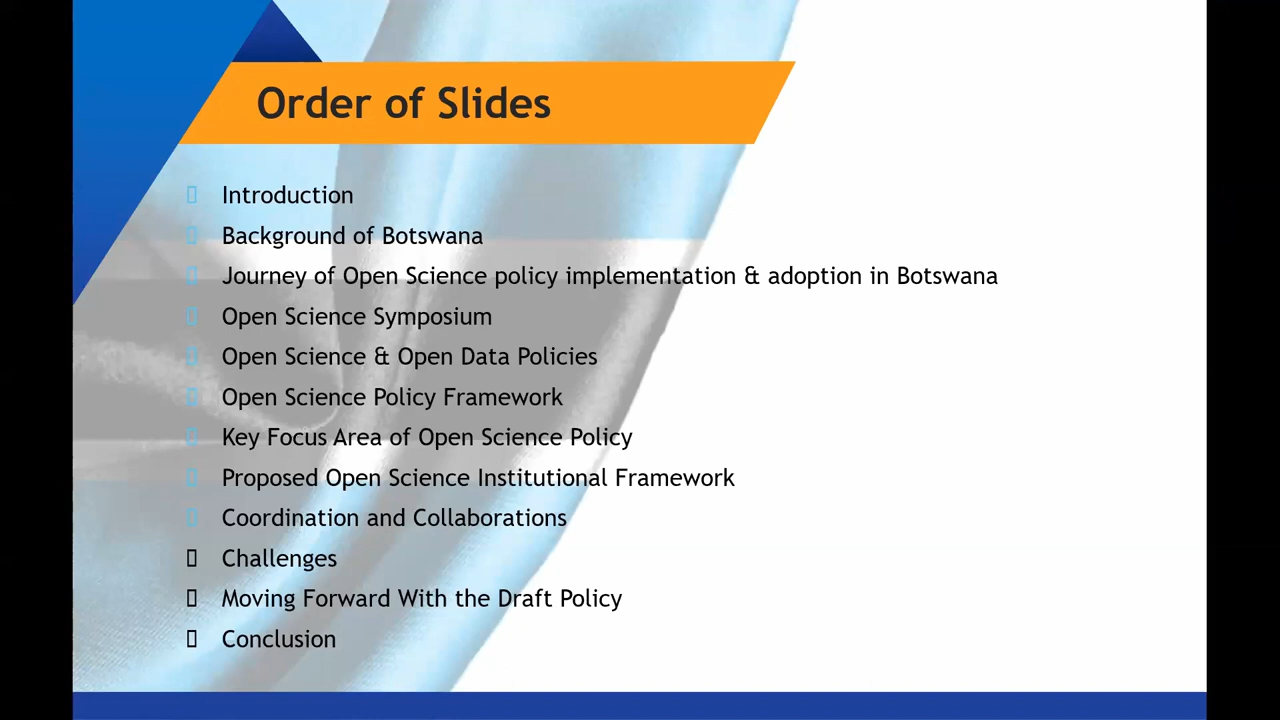 Order of Slides
Introduction
Background of Botswana
Journey of Open Science policy implementation & adoption in Botswana
Open Science Symposium
Open Science & Open Data Policies
Open Science Policy Framework
Key Focus Area of Open Science Policy
Proposed Open Science Institutional Framework
Coordination and Collaborations
Challenges
Moving Forward With the Draft Policy
Conclusion